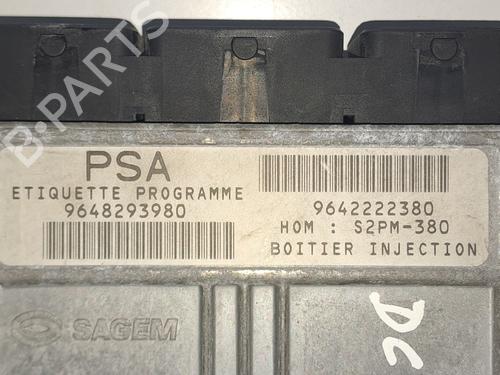 B-PARTS
PSA
ETIQUETTE PROGRAMME
9648293980
9642222380
HOM : S2PM-380
BOITIER INJECTION
SAGEM
DC